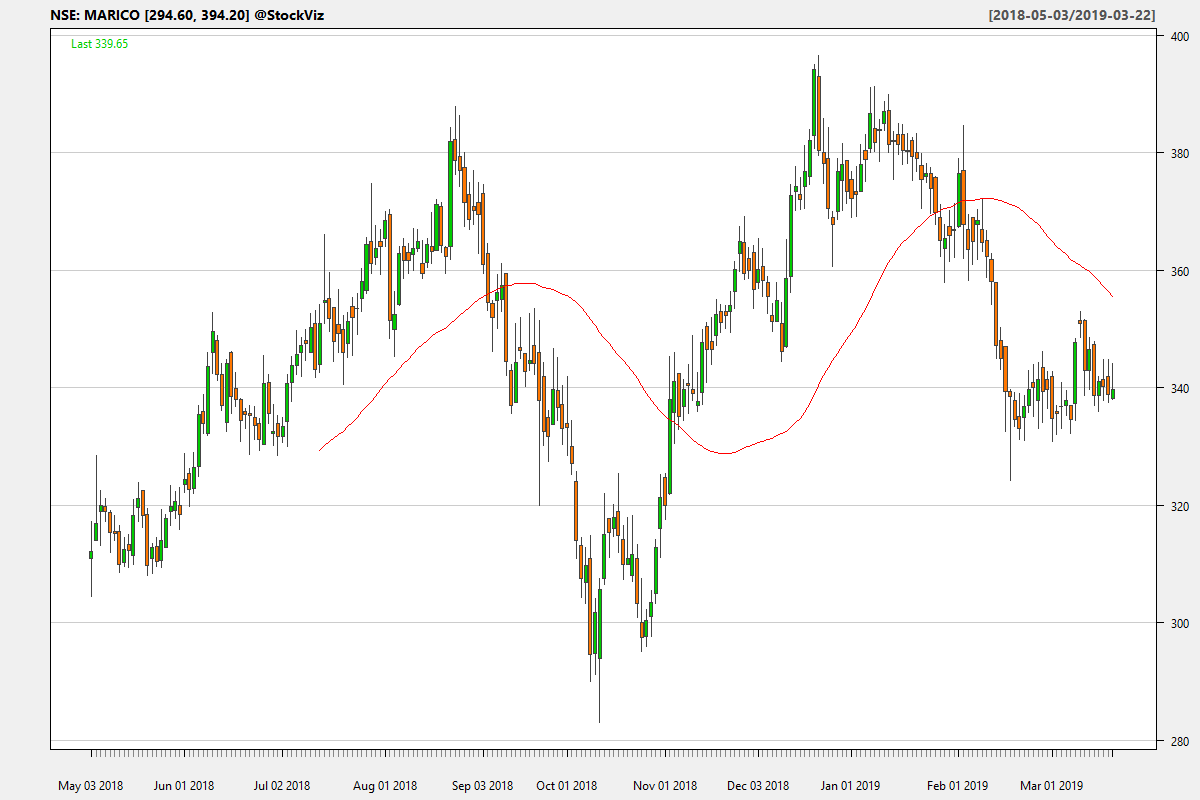 NSE: MARICO [294.60, 394.20] @StockViz [2018-05-03/2019-03-22]
Last 339.65
400
380
360
340
320
300
280
May 03 2018 Jun 01 2018 Jul 02 2018 Aug 01 2018 Sep 03 2018 Oct 01 2018 Nov 01 2018 Dec 03 2018 Jan 01 2019 Feb 01 2019 Mar 01 2019